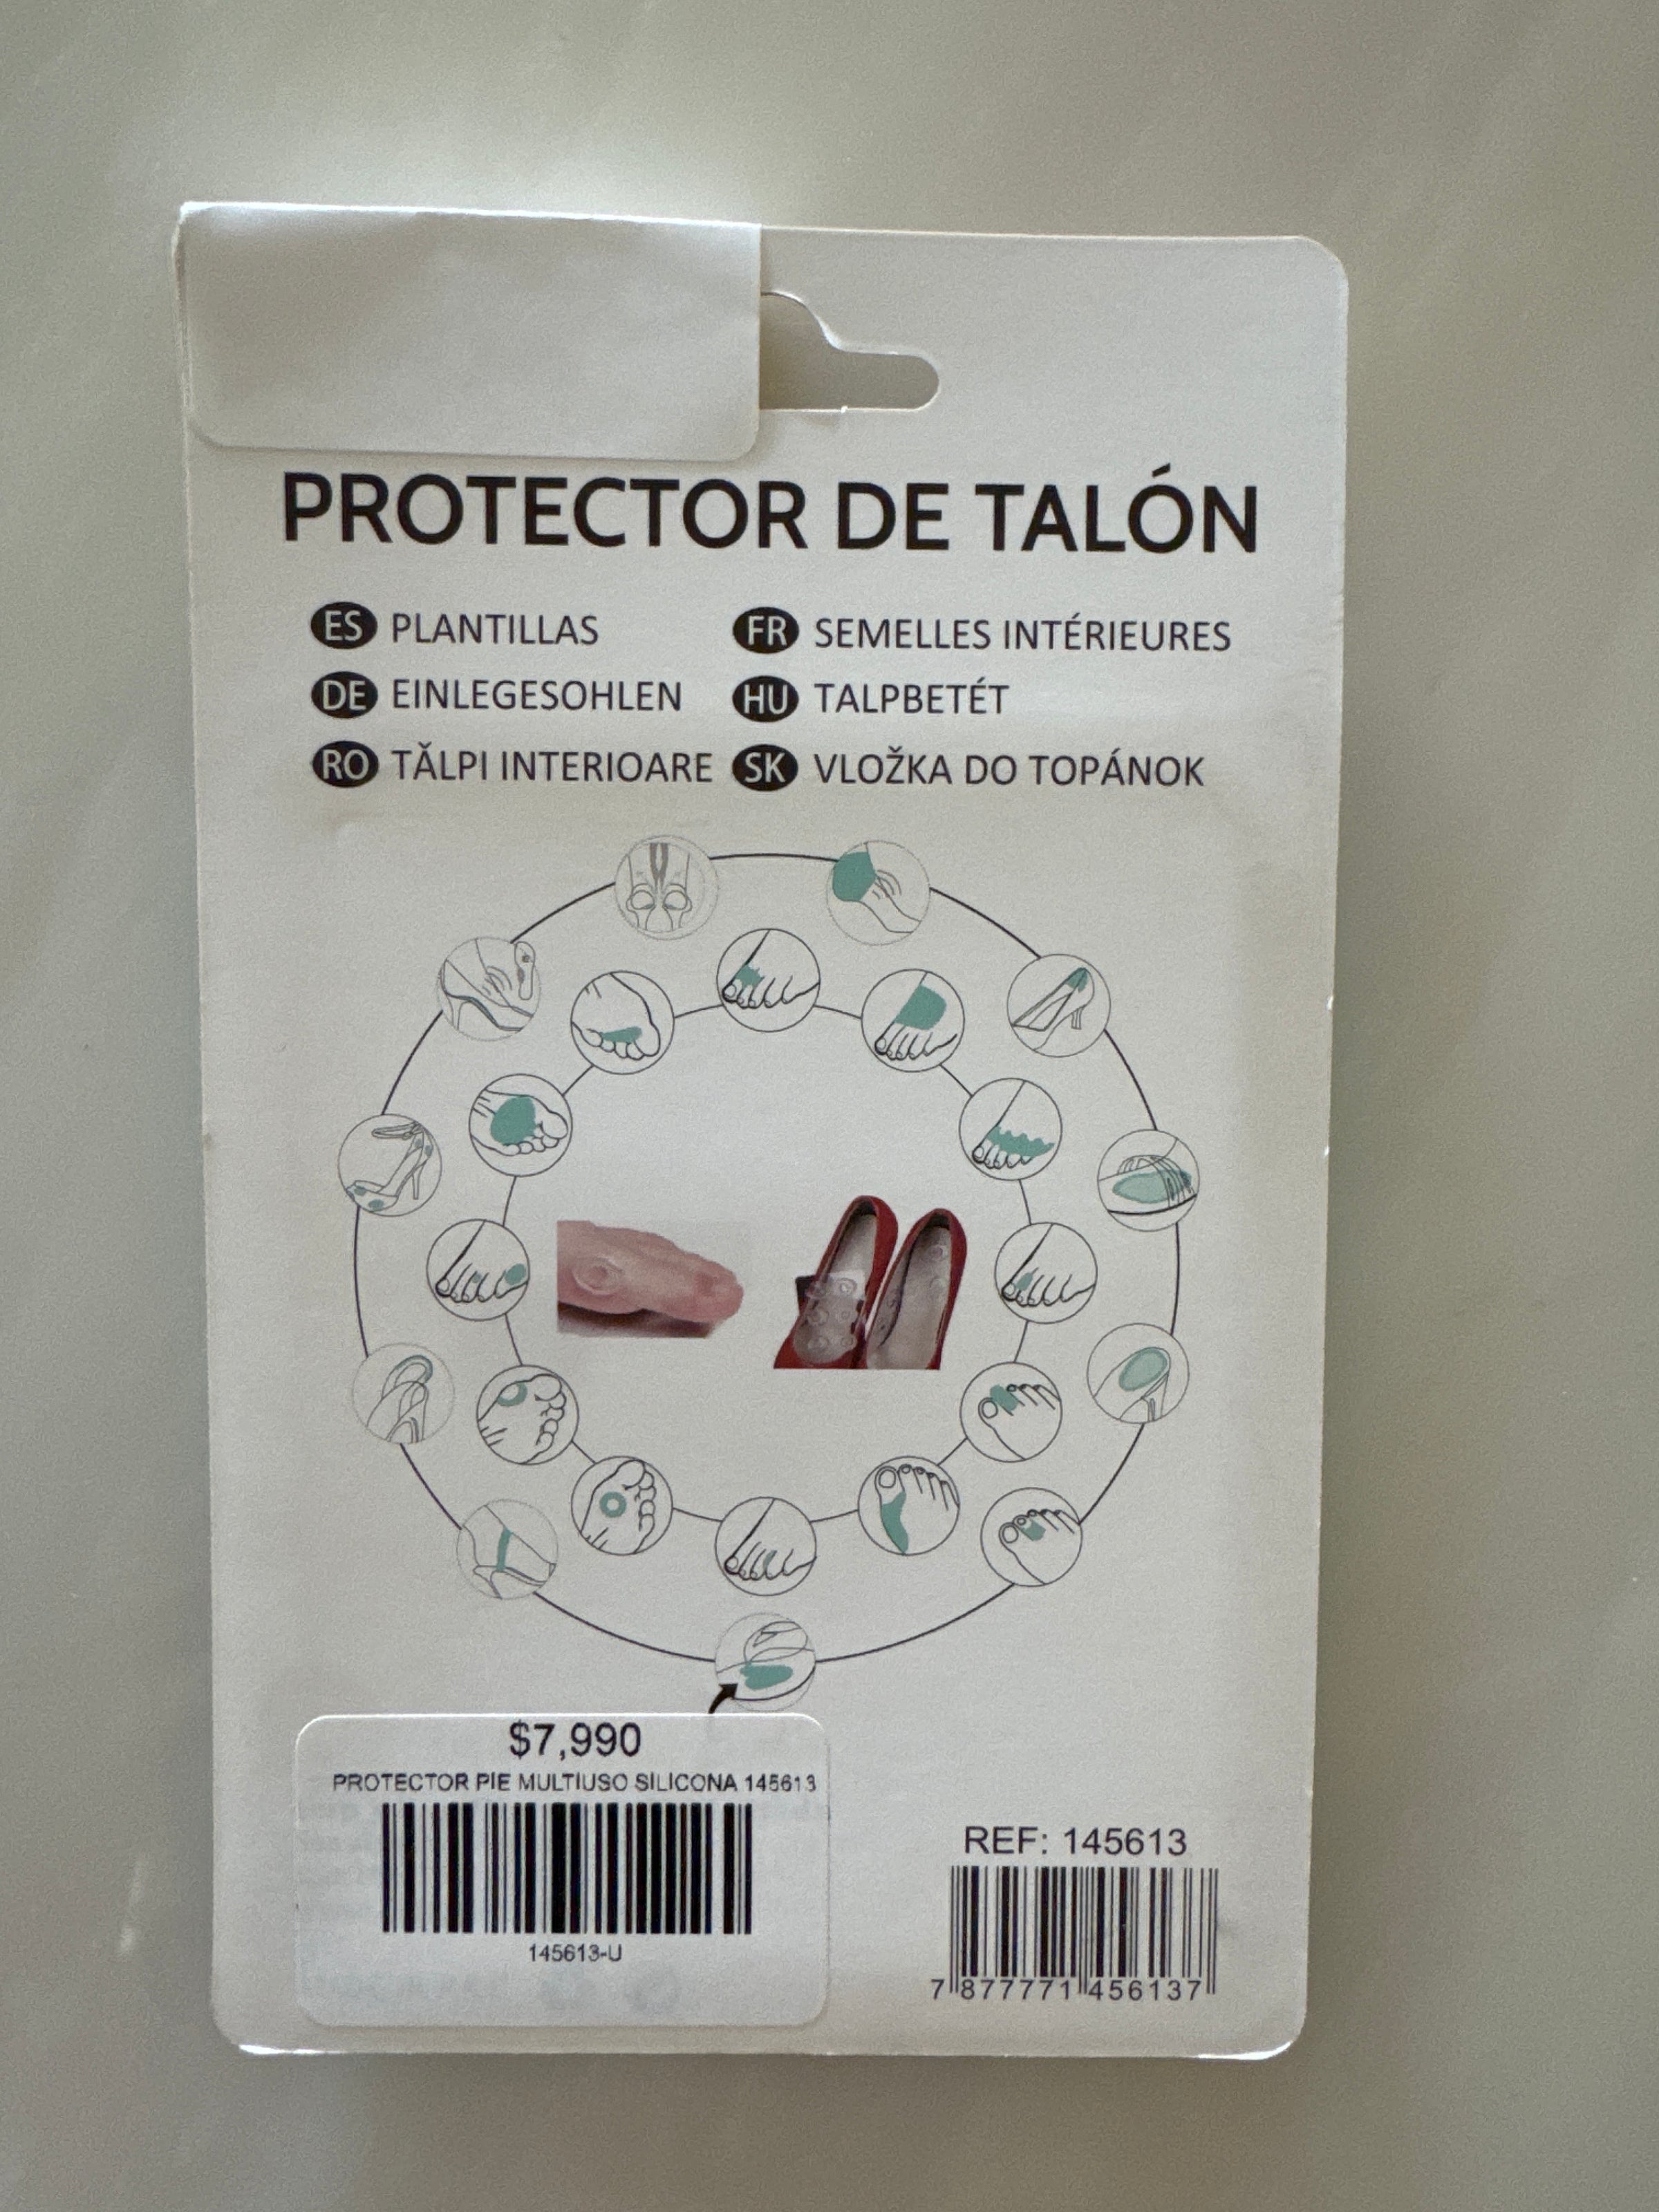 PROTECTOR DE TALÓN
ES PLANTILLAS
FR SEMELLES INTÉRIEURES
DE EINLEGESOHLEN
HU TALPBETÉT
RO TĂLPI INTERIOARE
SK VLOŽKA DO TOPÁNOK
$7,990
PROTECTOR PIE MULTIUSO SILICONA 145613
145613-U
REF: 145613
7 877771 456137